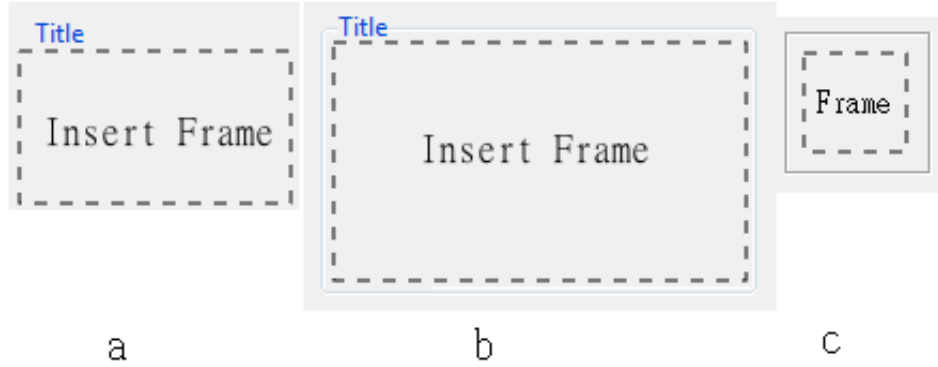 Title
Insert Frame
Title
Insert Frame
Frame
a
b
c